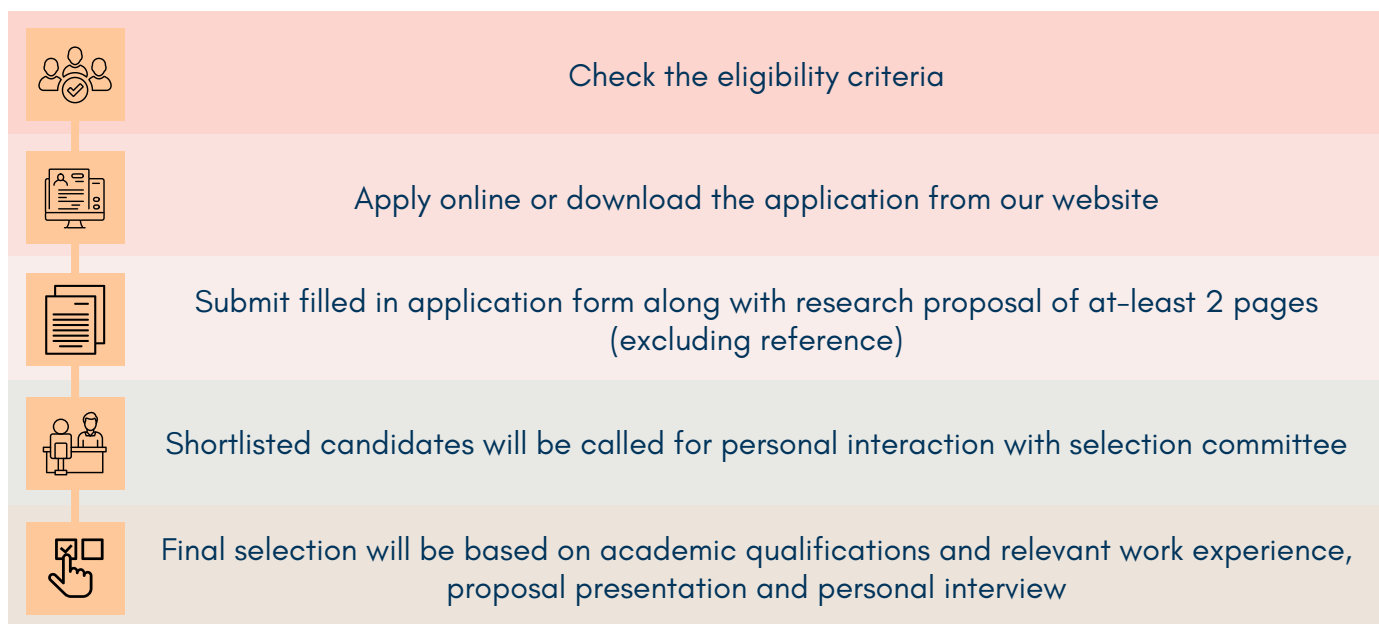 Check the eligibility criteria
Apply online or download the application from our website
Submit filled in application form along with research proposal of at-least 2 pages
(excluding reference)
Shortlisted candidates will be called for personal interaction with selection committee
Final selection will be based on academic qualifications and relevant work experience,
proposal presentation and personal interview